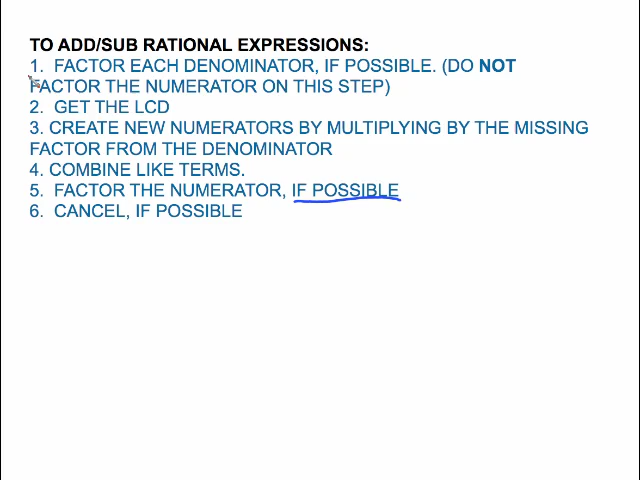 TO ADD/SUB RATIONAL EXPRESSIONS:
1. FACTOR EACH DENOMINATOR, IF POSSIBLE. (DO NOT
FACTOR THE NUMERATOR ON THIS STEP)
2. GET THE LCD
3. CREATE NEW NUMERATORS BY MULTIPLYING BY THE MISSING
FACTOR FROM THE DENOMINATOR
4. COMBINE LIKE TERMS.
5. FACTOR THE NUMERATOR, IF POSSIBLE
6. CANCEL, IF POSSIBLE